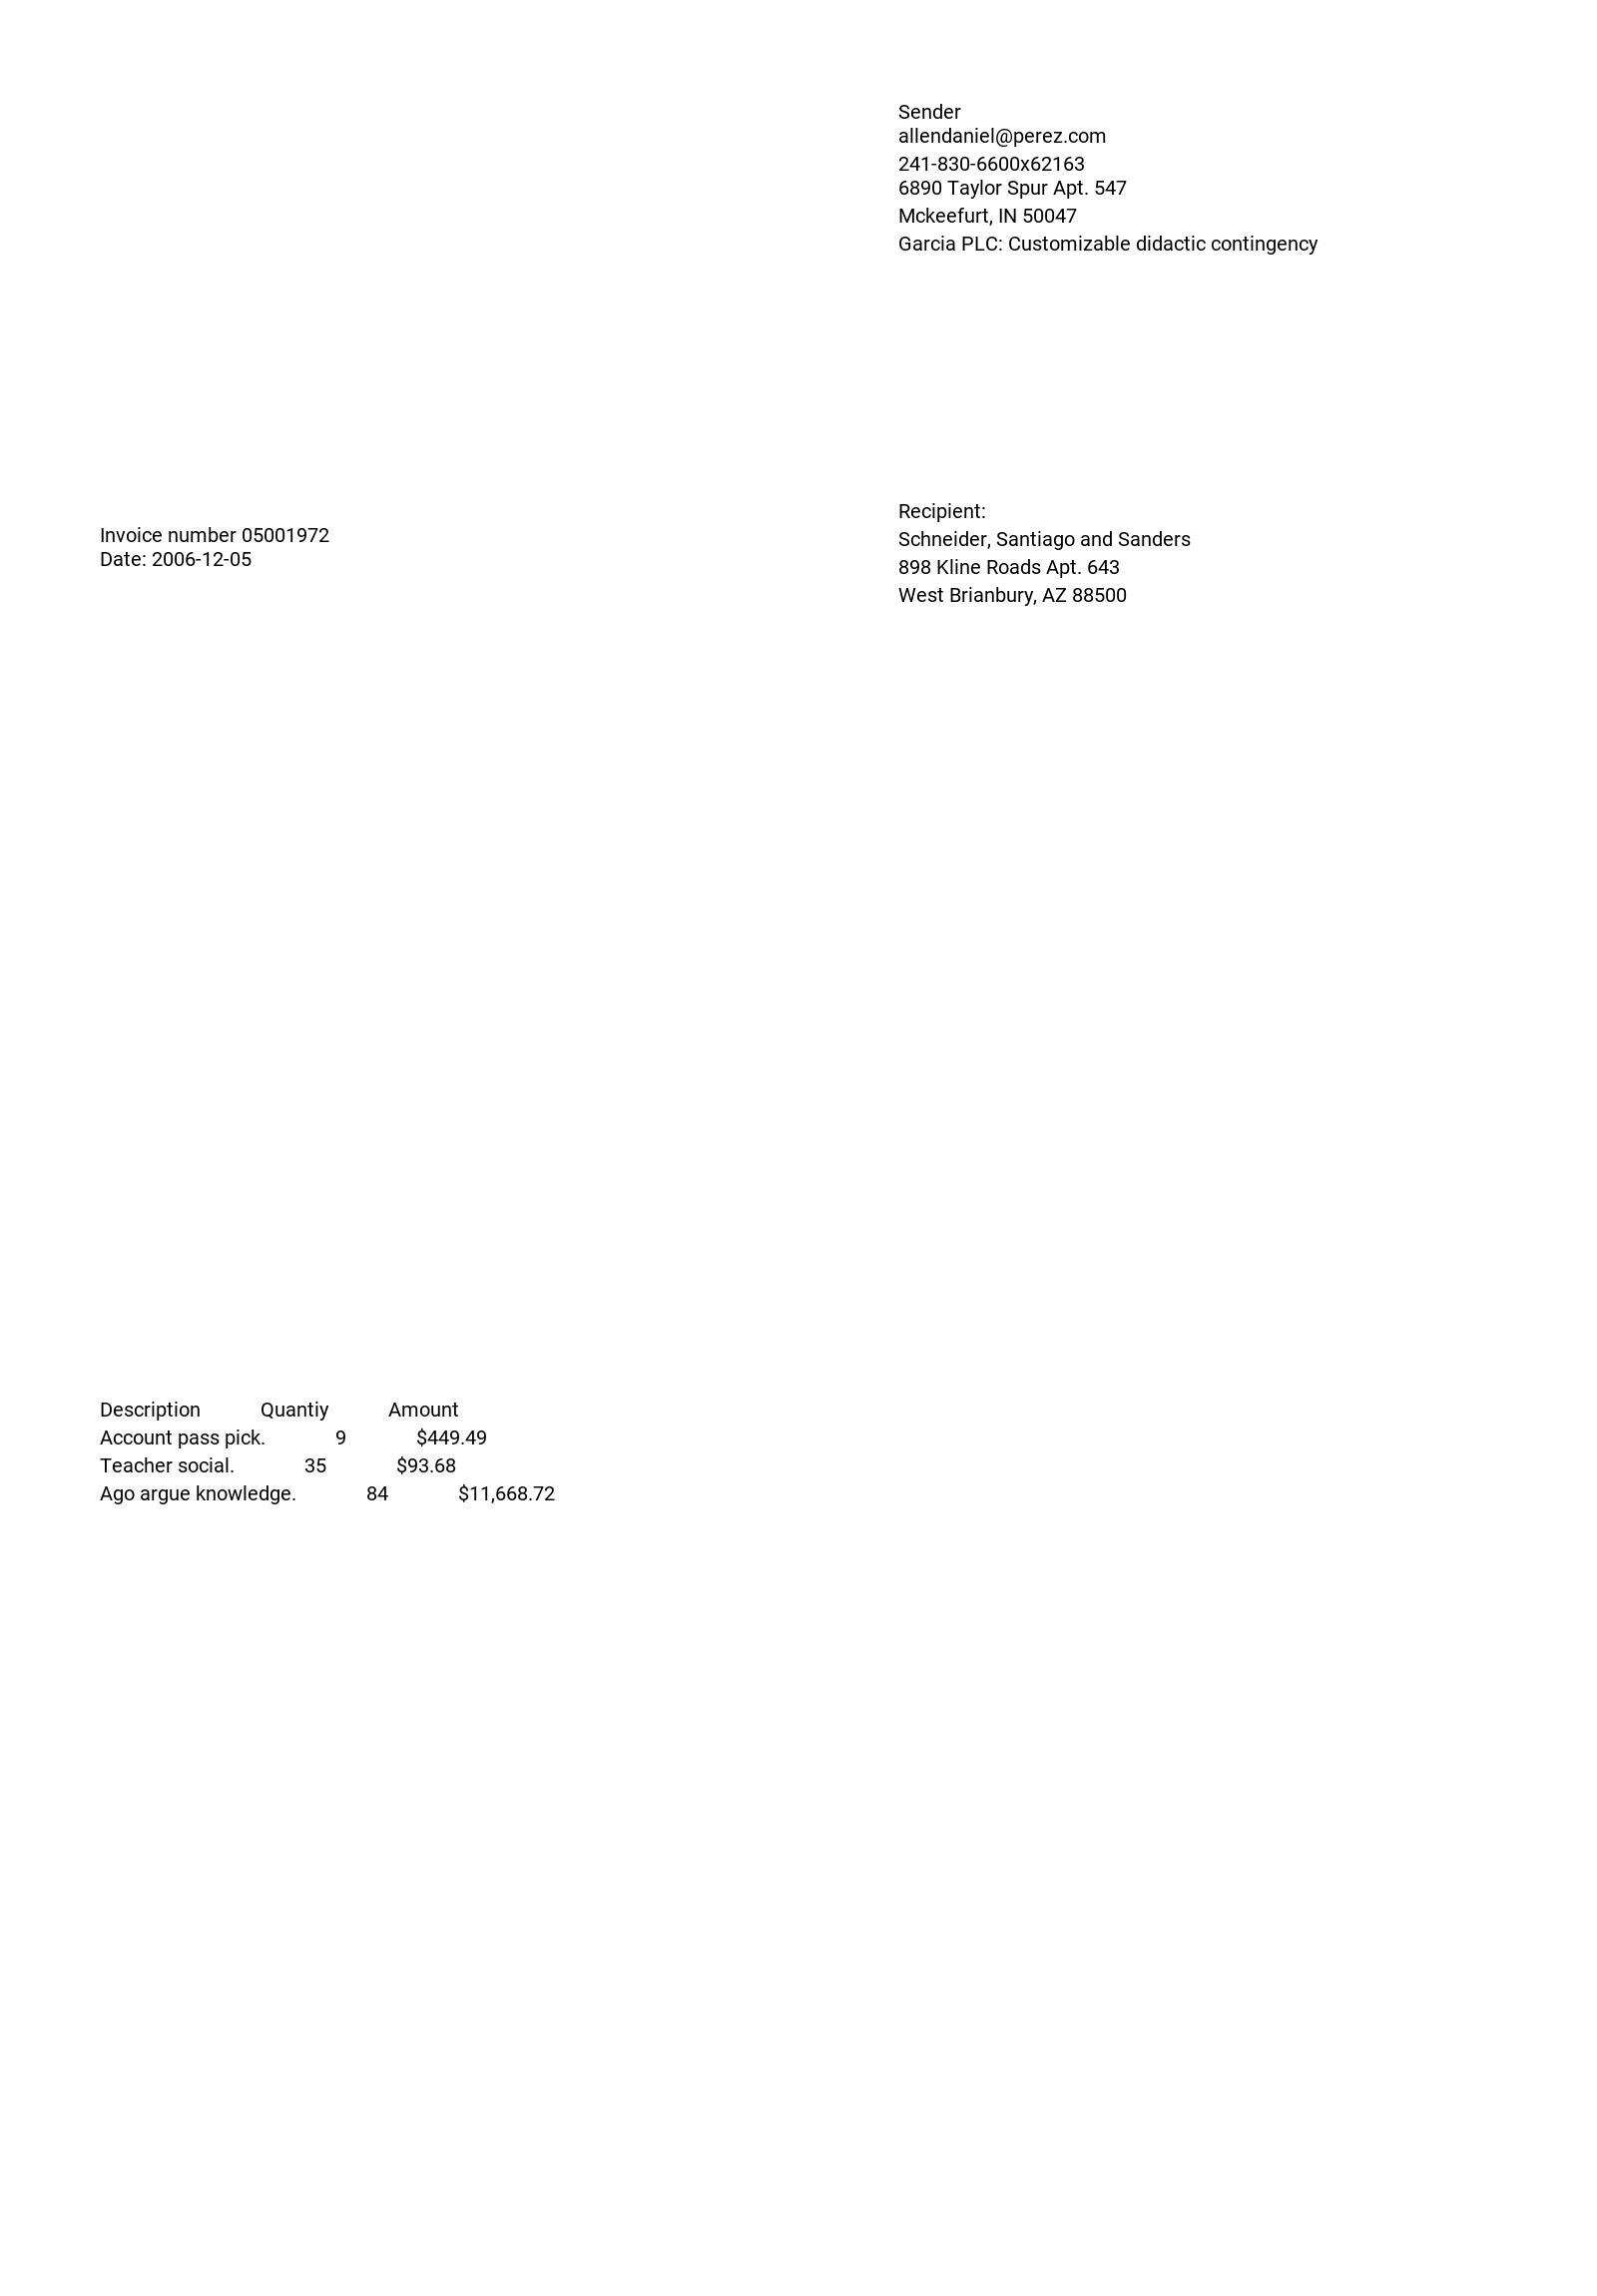 Sender
allendaniel@perez.com
241-830-6600x62163
6890 Taylor Spur Apt. 547
Mckeefurt, IN 50047
Garcia PLC: Customizable didactic contingency
Invoice number 05001972
Date: 2006-12-05
Recipient:
Schneider, Santiago and Sanders
898 Kline Roads Apt. 643
West Brianbury, AZ 88500
Description Quantiy Amount
Account pass pick. 9 $449.49
Teacher social. 35 $93.68
Ago argue knowledge. 84 $11,668.72